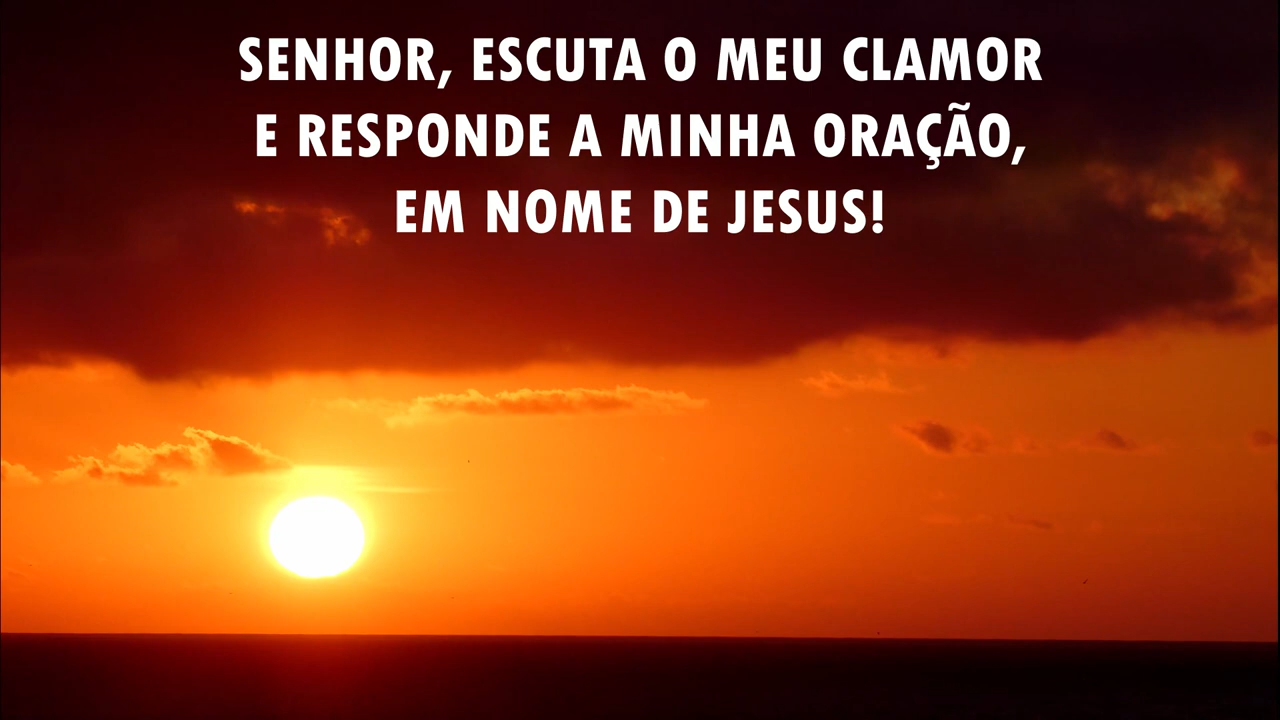 SENHOR, ESCUTA O MEU CLAMOR
E RESPONDE A MINHA ORAÇÃO,
EM NOME DE JESUS!